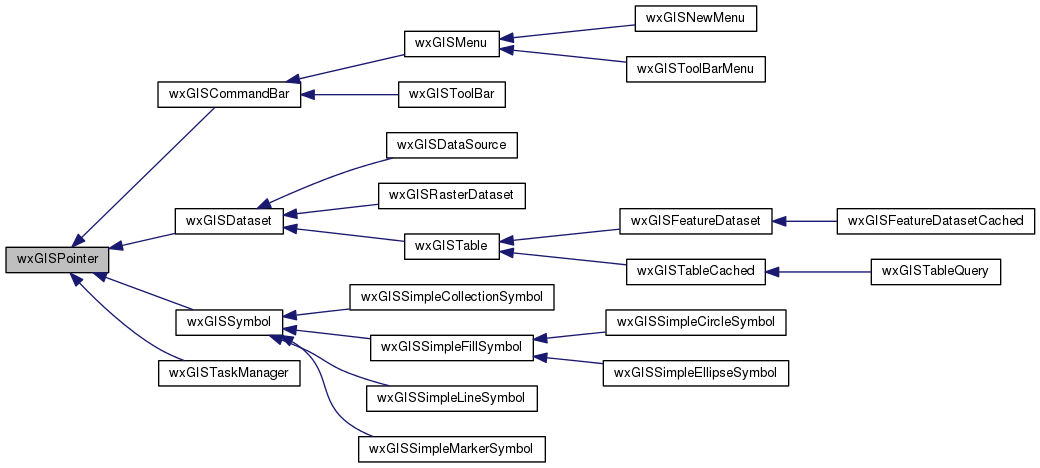 wxGISNewMenu
wxGISMenu
wxGISToolBarMenu
wxGISCommandBar
wxGISToolBar
wxGISDataSource
wxGISRasterDataset
wxGISDataset
wxGISFeatureDataset
wxGISFeatureDatasetCached
wxGISTable
wxGISPointer
wxGISTableCached
wxGISTableQuery
wxGISSimpleCollectionSymbol
wxGISSymbol
wxGISSimpleCircleSymbol
wxGISSimpleFillSymbol
wxGISTaskManager
wxGISSimpleEllipseSymbol
wxGISSimpleLineSymbol
wxGISSimpleMarkerSymbol